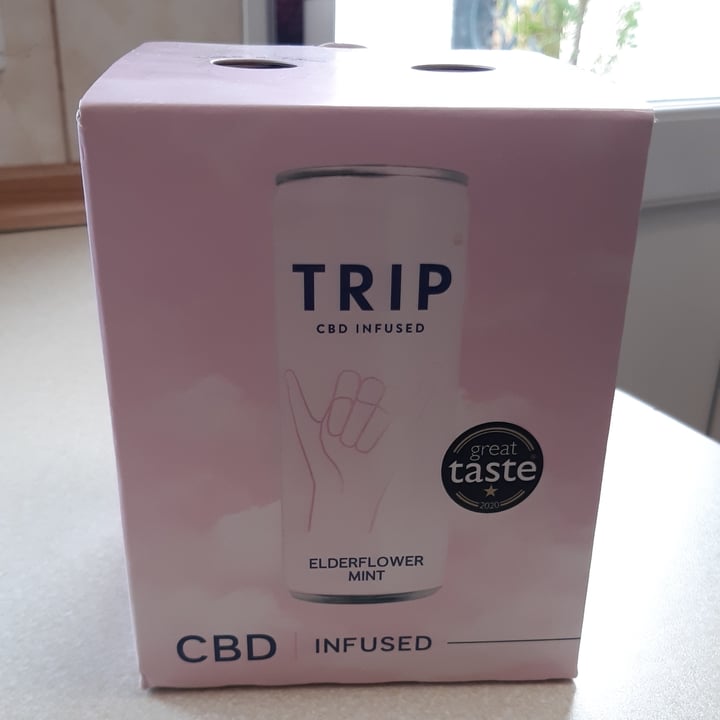 TRIP
CBD INFUSED
great
taste
2020
ELDERFLOWER
MINT
CBD | INFUSED